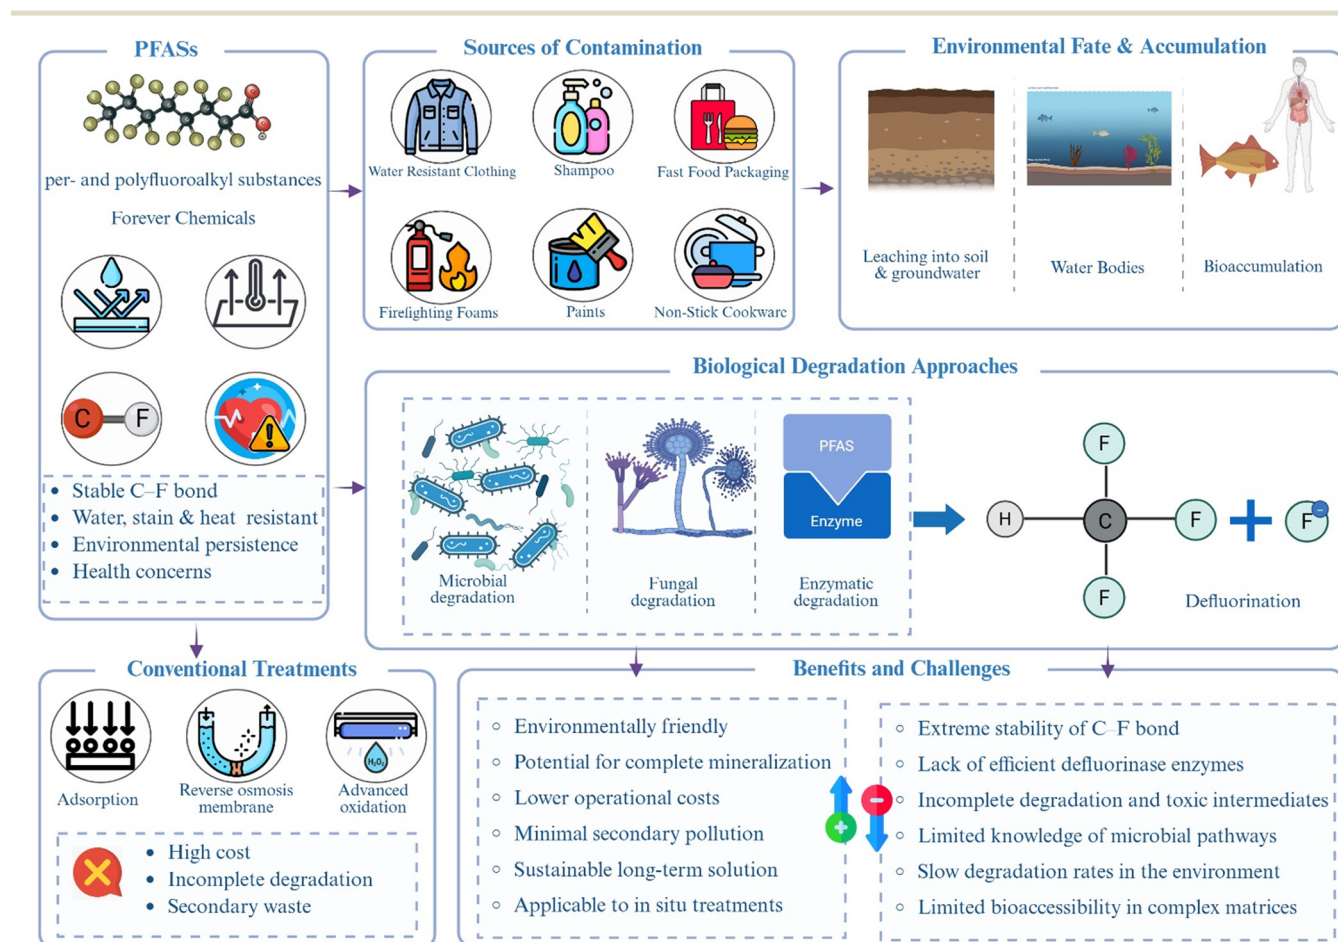 PFASs
per- and polyfluoroalkyl substances
Forever Chemicals
C
F
Stable C–F bond
Water, stain & heat resistant
Environmental persistence
Health concerns
Sources of Contamination
Water Resistant Clothing
Shampoo
Fast Food Packaging
Firefighting Foams
Paints
Non-Stick Cookware
Environmental Fate & Accumulation
Leaching into soil
& groundwater
Water Bodies
Bioaccumulation
Biological Degradation Approaches
Microbial
degradation
Fungal
degradation
PFAS
Enzyme
Enzymatic
degradation
F
H
C
F
F
+
F
-
Defluorination
Conventional Treatments
Adsorption
Reverse osmosis
membrane
H₂O₂
Advanced
oxidation
High cost
Incomplete degradation
Secondary waste
Benefits and Challenges
Environmentally friendly
Potential for complete mineralization
Lower operational costs
Minimal secondary pollution
Sustainable long-term solution
Applicable to in situ treatments
Extreme stability of C–F bond
Lack of efficient defluorinase enzymes
Incomplete degradation and toxic intermediates
Limited knowledge of microbial pathways
Slow degradation rates in the environment
Limited bioaccessibility in complex matrices